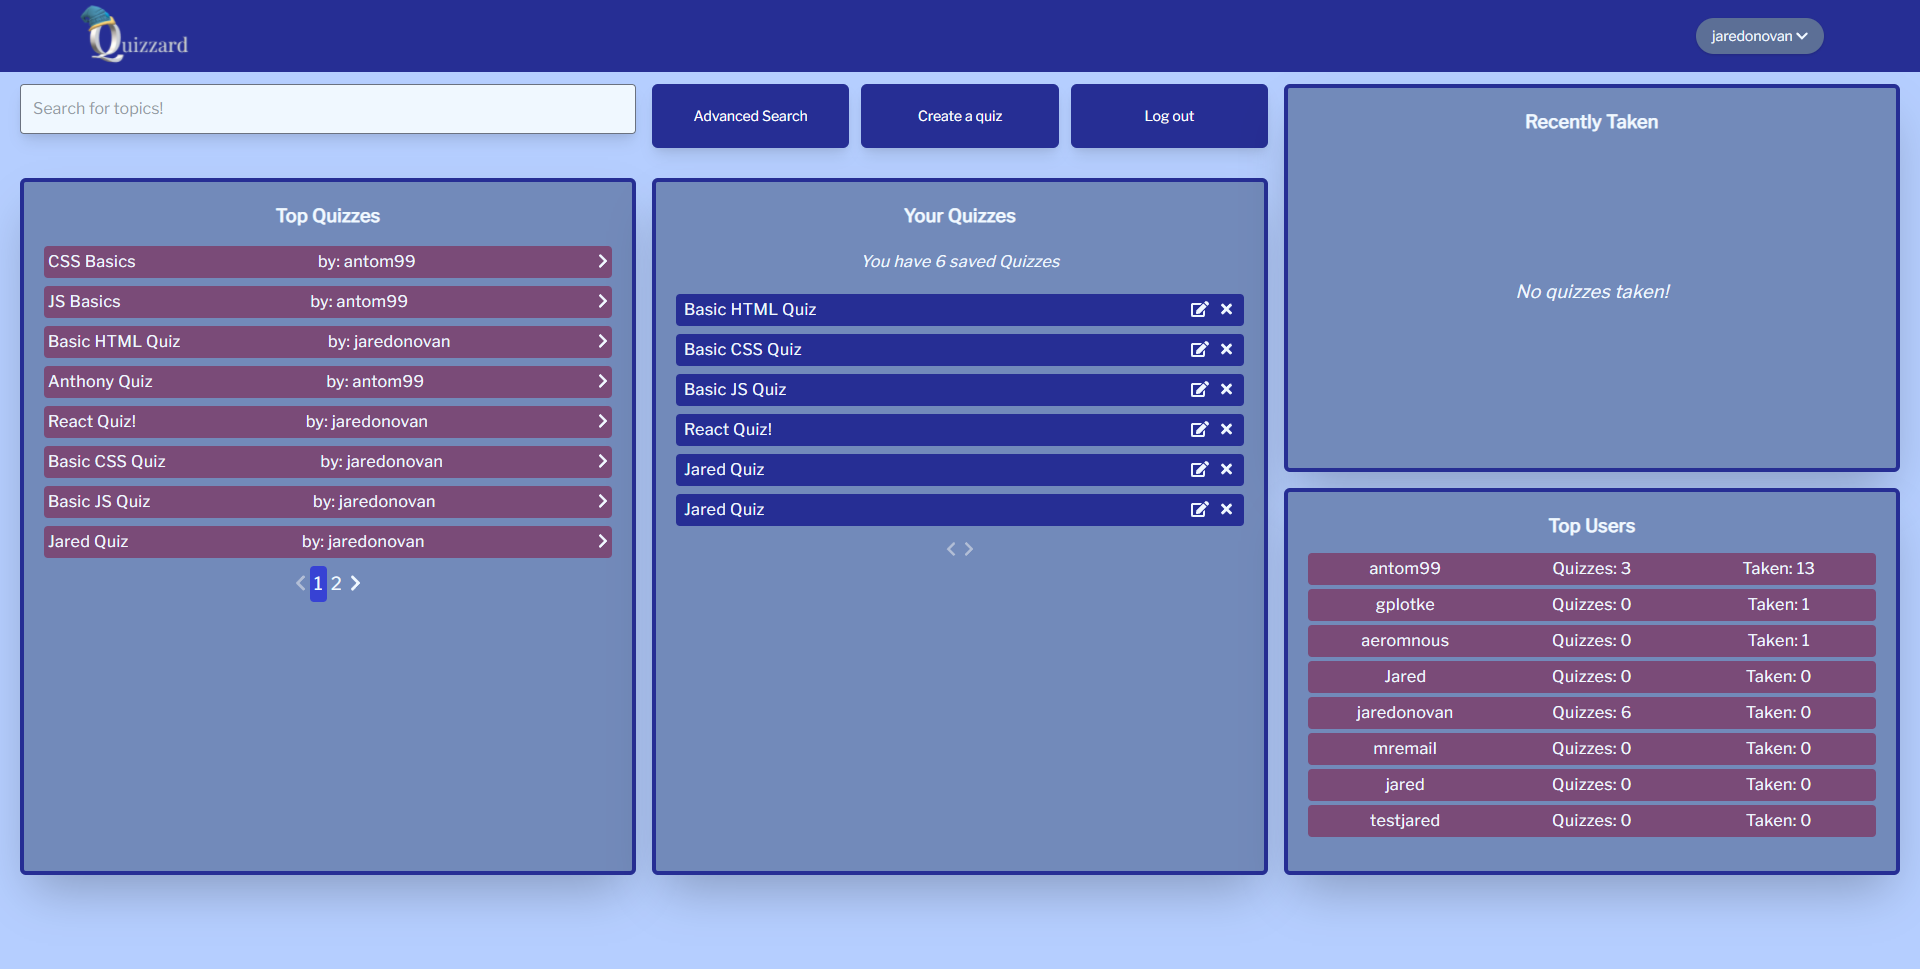 Quizzard
jaredonovan
Search for topics!
Advanced Search
Create a quiz
Log out
Top Quizzes
CSS Basics by: antom99
JS Basics by: antom99
Basic HTML Quiz by: jaredonovan
Anthony Quiz by: antom99
React Quiz! by: jaredonovan
Basic CSS Quiz by: jaredonovan
Basic JS Quiz by: jaredonovan
Jared Quiz by: jaredonovan
1 2
Your Quizzes
You have 6 saved Quizzes
Basic HTML Quiz
Basic CSS Quiz
Basic JS Quiz
React Quiz!
Jared Quiz
Jared Quiz
Recently Taken
No quizzes taken!
Top Users
antom99 Quizzes: 3 Taken: 13
gplotke Quizzes: 0 Taken: 1
aeromnous Quizzes: 0 Taken: 1
Jared Quizzes: 0 Taken: 0
jaredonovan Quizzes: 6 Taken: 0
mremail Quizzes: 0 Taken: 0
jared Quizzes: 0 Taken: 0
testjared Quizzes: 0 Taken: 0